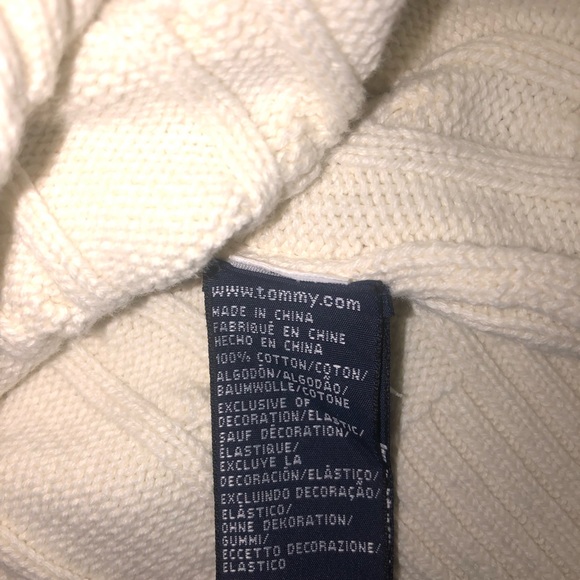 www.tommy.com
MADE IN CHINA
FABRIQUÉ EN CHINE
HECHO EN CHINA
100% COTTON/COTON/
ALGODÓN/ALGODÃO/
BAUMWOLLE/COTONE
EXCLUSIVE OF
DECORATION/ELASTIC/
SAUF DÉCORATION/
ÉLASTIQUE/
EXCLUYE LA
DECORACIÓN/ELÁSTICO/
EXCLUINDO DECORAÇÃO/
ELÁSTICO/
OHNE DEKORATION/
GUMMI/
ECCETTO DECORAZIONE/
ELASTICO